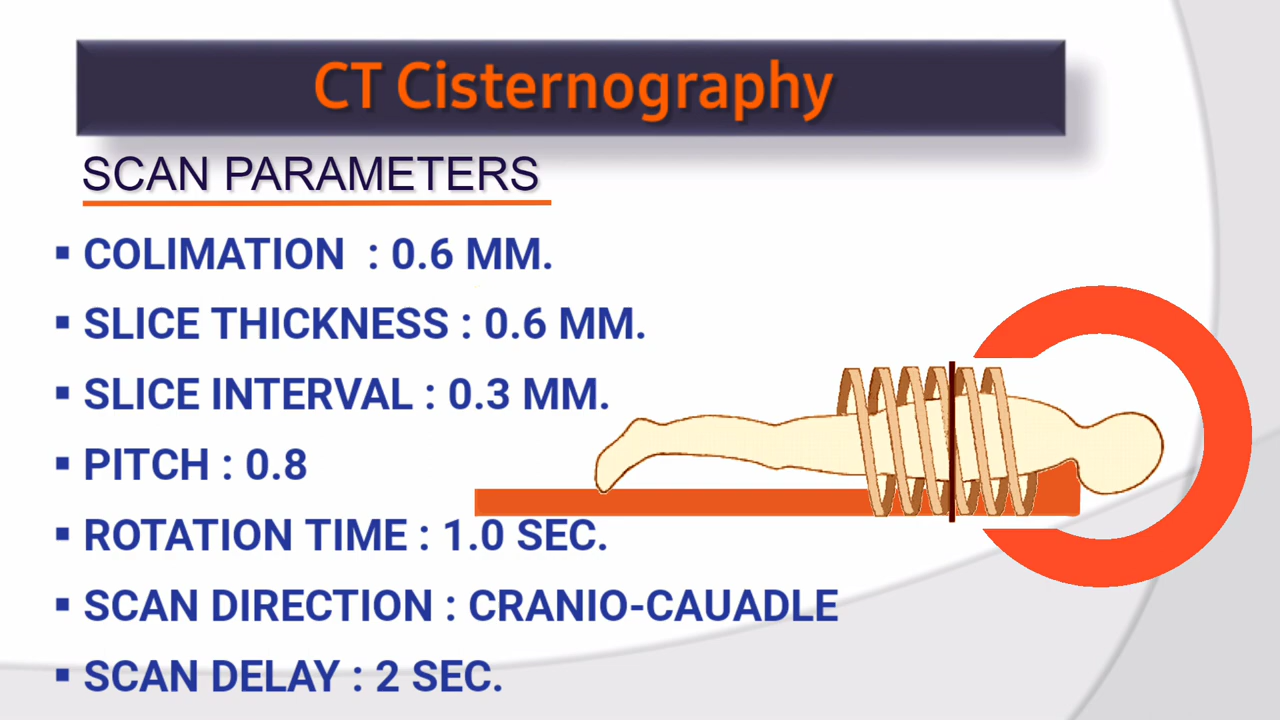 CT Cisternography
SCAN PARAMETERS
▪ COLIMATION : 0.6 MM.
▪ SLICE THICKNESS : 0.6 MM.
▪ SLICE INTERVAL : 0.3 MM.
▪ PITCH : 0.8
▪ ROTATION TIME : 1.0 SEC.
▪ SCAN DIRECTION : CRANIO-CAUADLE
▪ SCAN DELAY : 2 SEC.